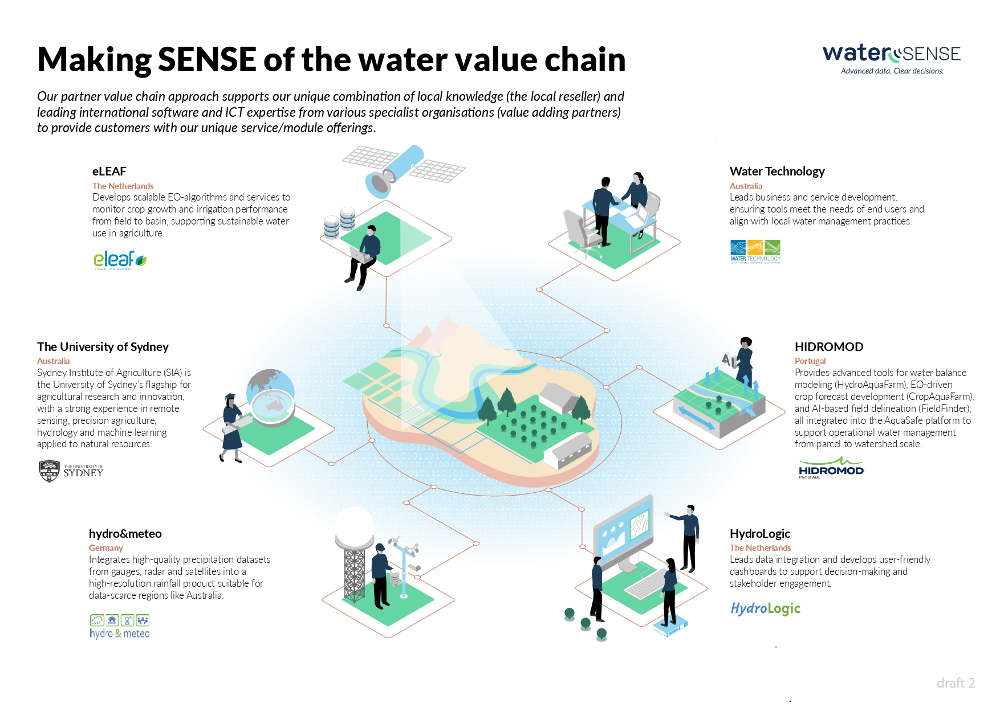 Making SENSE of the water value chain
water SENSE
Advanced data. Clear decisions.
Our partner value chain approach supports our unique combination of local knowledge (the local reseller) and
leading international software and ICT expertise from various specialist organisations (value adding partners)
to provide customers with our unique service/module offerings.
eLEAF
The Netherlands
Develops scalable EO-algorithms and services to
monitor crop growth and irrigation performance
from field to basin, supporting sustainable water
use in agriculture.
eleaf
SPACE FOR GROWTH
Water Technology
Australia
Leads business and service development,
ensuring tools meet the needs of end users and
align with local water management practices.
WATER TECHNOLOGY
The University of Sydney
Australia
Sydney Institute of Agriculture (SIA) is
the University of Sydney's flagship for
agricultural research and innovation,
with a strong experience in remote
sensing, precision agriculture,
hydrology and machine learning
applied to natural resources.
THE UNIVERSITY OF
SYDNEY
AI
HIDROMOD
Portugal
Provides advanced tools for water balance
modeling (HydroAquaFarm), EO-driven
crop forecast development (CropAquaFarm),
and AI-based field delineation (FieldFinder),
all integrated into the AquaSafe platform to
support operational water management
from parcel to watershed scale.
HIDROMOD
Part of ABL
hydro&meteo
Germany
Integrates high-quality precipitation datasets
from gauges, radar and satellites into a
high-resolution rainfall product suitable for
data-scarce regions like Australia.
hydro & meteo
HydroLogic
The Netherlands
Leads data integration and develops user-friendly
dashboards to support decision-making and
stakeholder engagement.
HydroLogic
draft 2